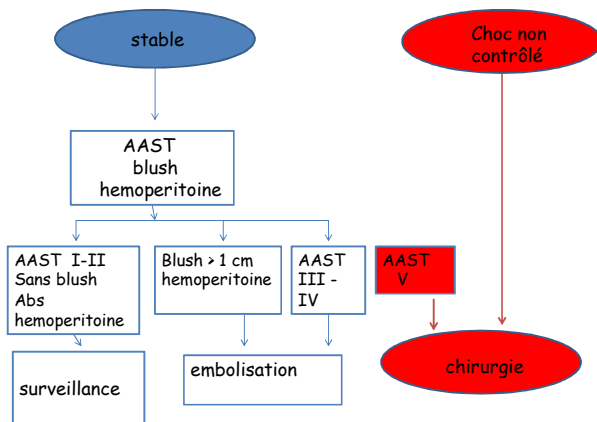 stable
Choc non
contrôlé
AAST
blush
hemoperitoine
AAST I-II
Sans blush
Abs
hemoperitoine
Blush > 1 cm
hemoperitoine
AAST
III -
IV
AAST
V
surveillance
embolisation
chirurgie